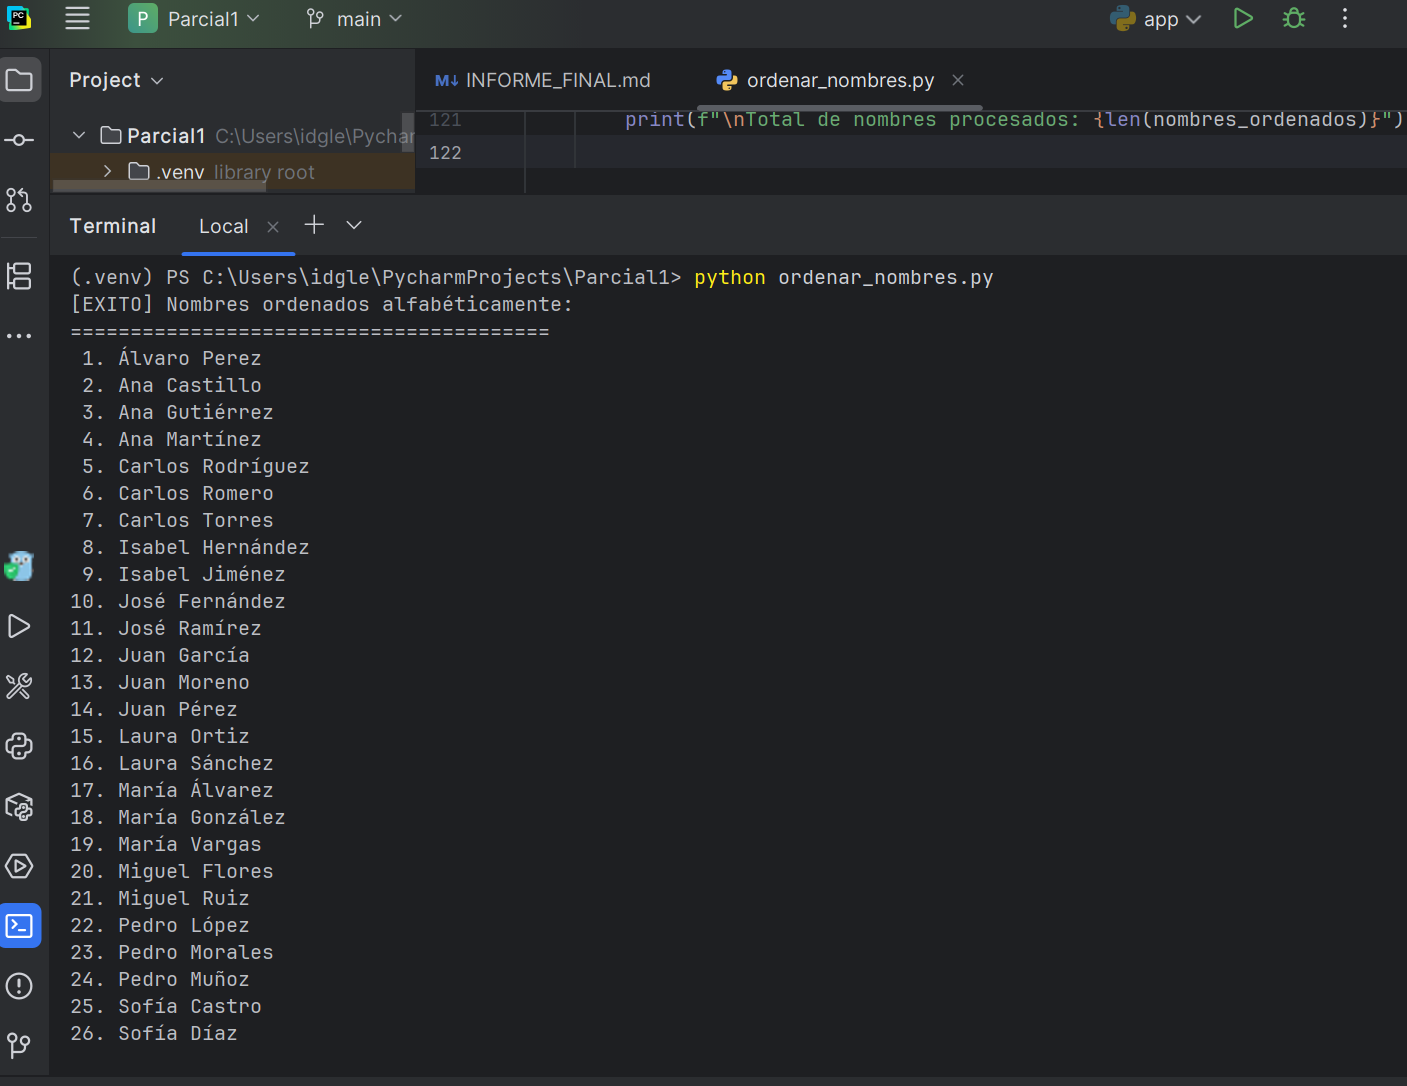 PC
P Parcial1 main app
Project
M↓ INFORME_FINAL.md ordenar_nombres.py
Parcial1 C:\Users\idgle\Pychar
.venv library root
121 print(f"\nTotal de nombres procesados: {len(nombres_ordenados)}")
122
Terminal Local
(.venv) PS C:\Users\idgle\PycharmProjects\Parcial1> python ordenar_nombres.py
[EXITO] Nombres ordenados alfabéticamente:
========================================
1. Álvaro Perez
2. Ana Castillo
3. Ana Gutiérrez
4. Ana Martínez
5. Carlos Rodríguez
6. Carlos Romero
7. Carlos Torres
8. Isabel Hernández
9. Isabel Jiménez
10. José Fernández
11. José Ramírez
12. Juan García
13. Juan Moreno
14. Juan Pérez
15. Laura Ortiz
16. Laura Sánchez
17. María Álvarez
18. María González
19. María Vargas
20. Miguel Flores
21. Miguel Ruiz
22. Pedro López
23. Pedro Morales
24. Pedro Muñoz
25. Sofía Castro
26. Sofía Díaz